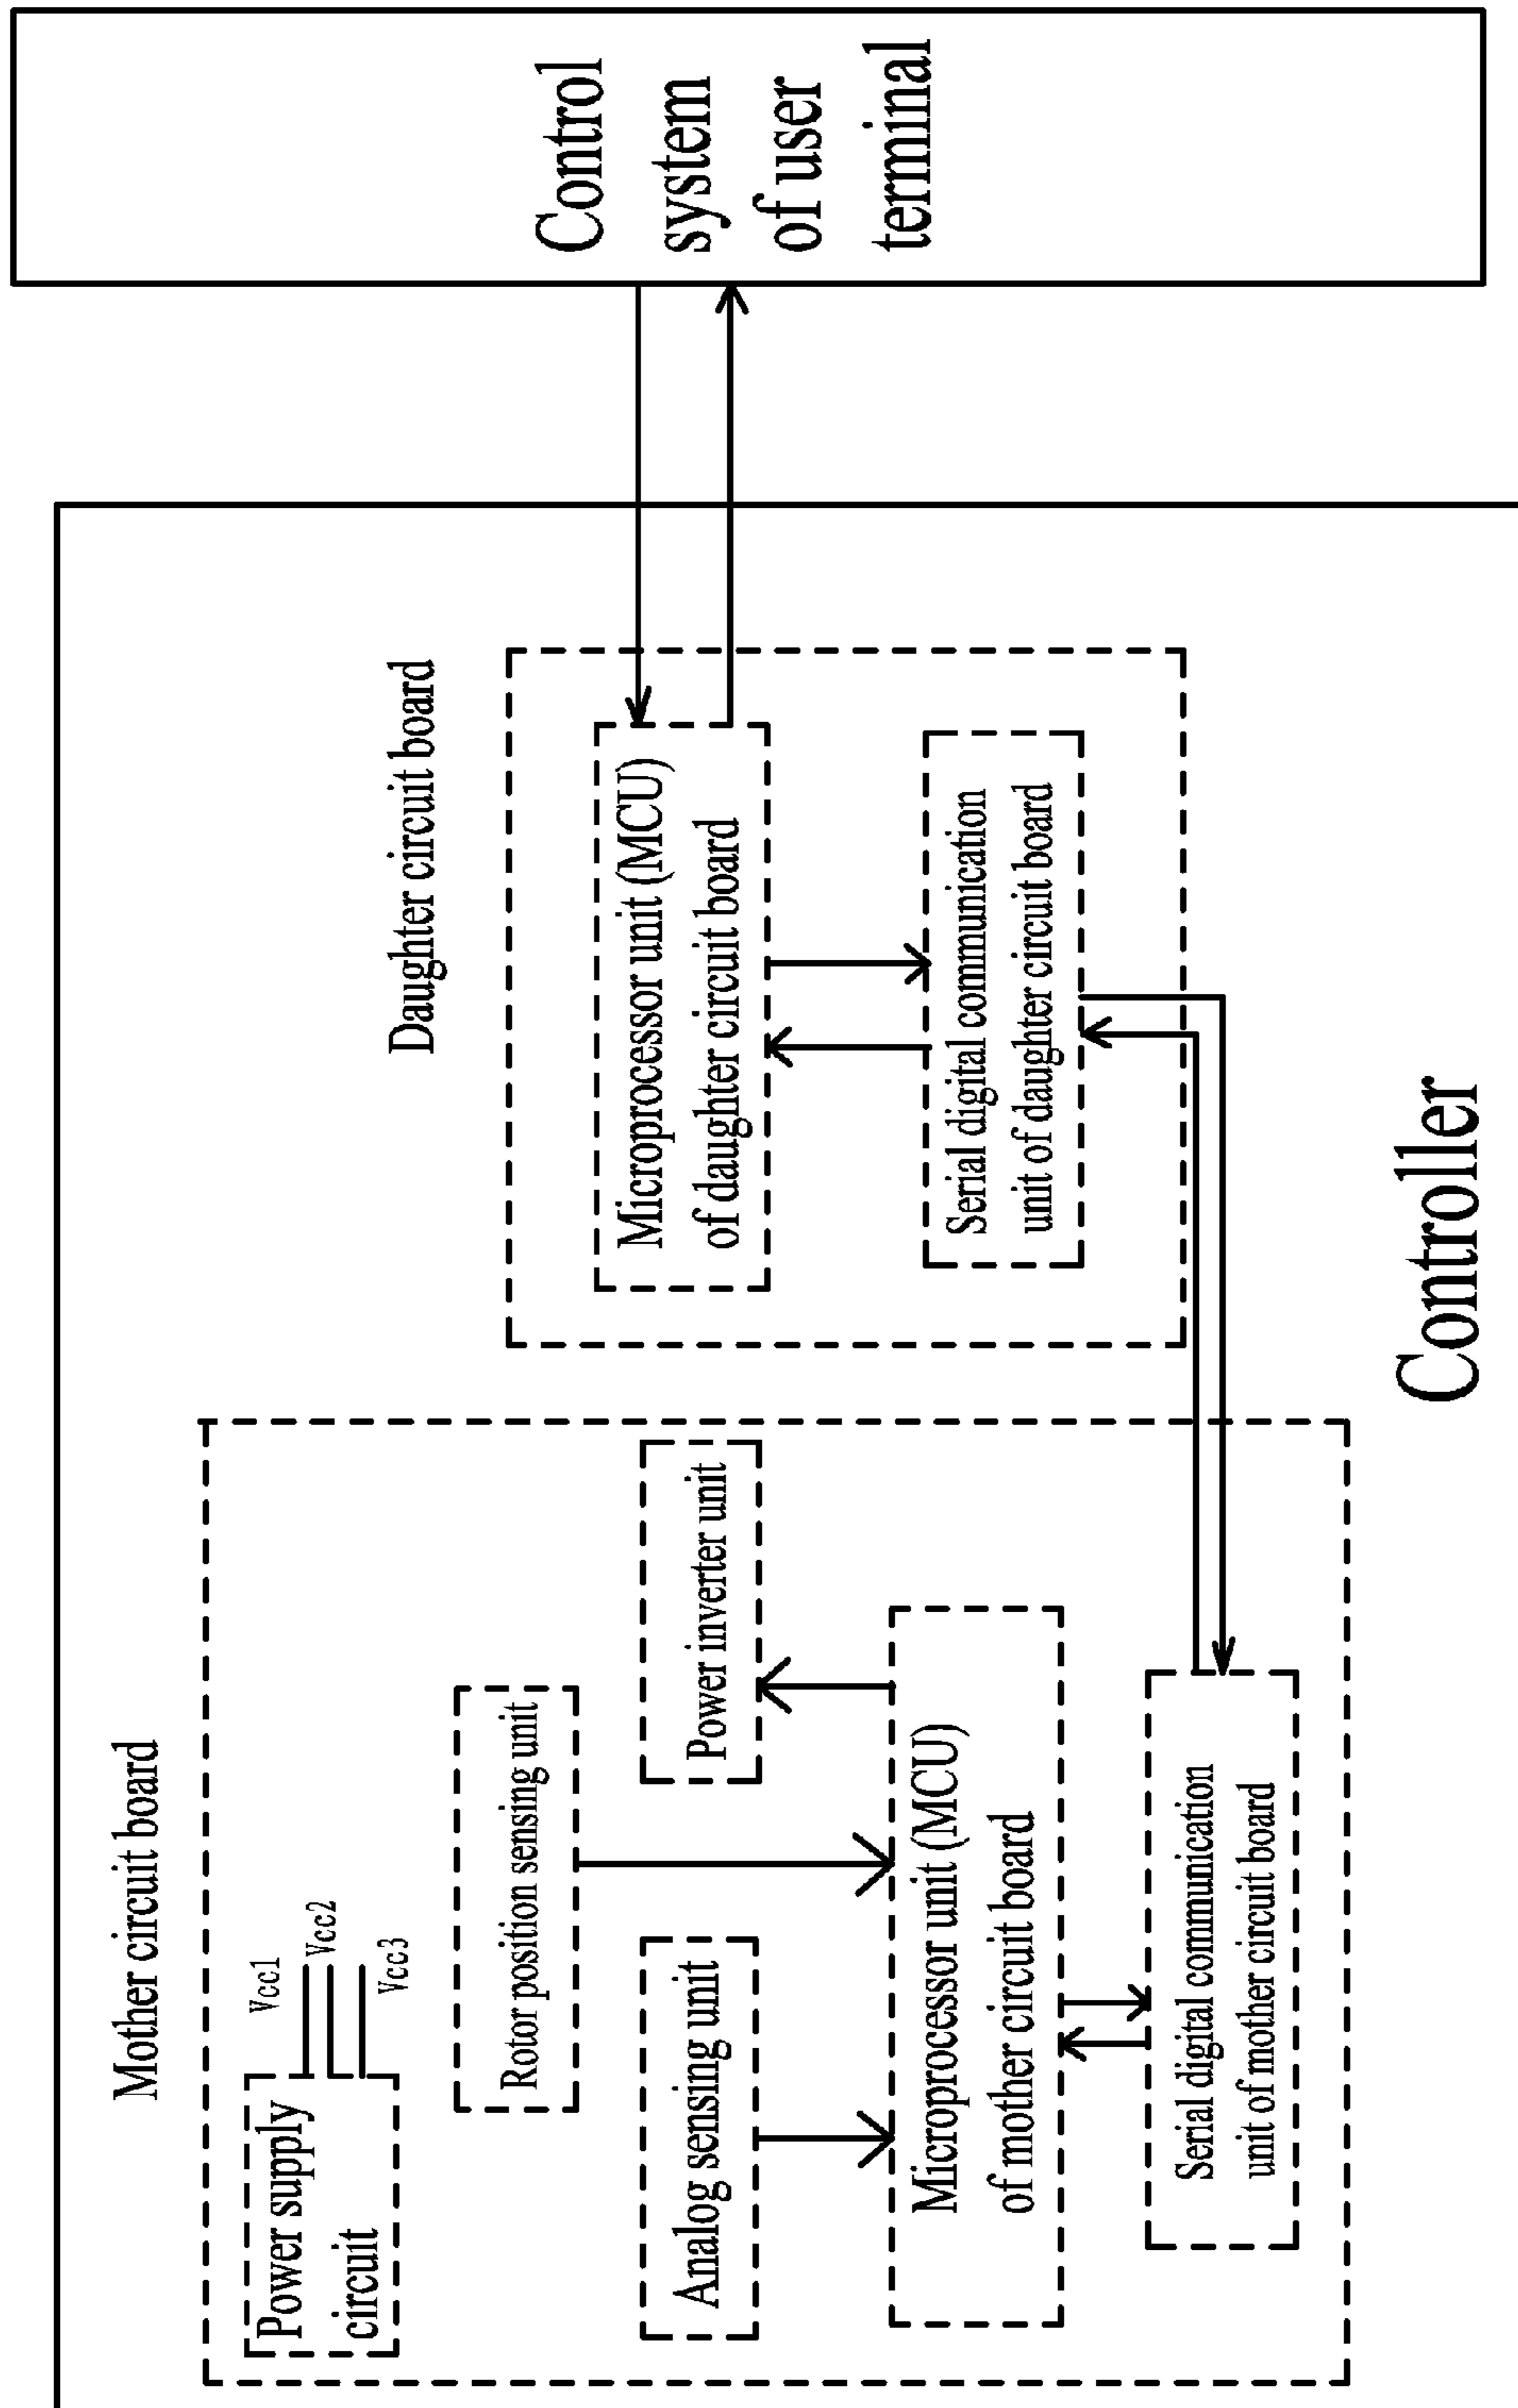 Mother circuit board
Power supply
circuit
Vcc1
Vcc2
Vcc3
Rotor position sensing unit
Analog sensing unit
Power inverter unit
Microprocessor unit (MCU)
of mother circuit board
Serial digital communication
unit of mother circuit board
Daughter circuit board
Microprocessor unit (MCU)
of daughter circuit board
Serial digital communication
unit of daughter circuit board
Controller
Control
system
of user
terminal